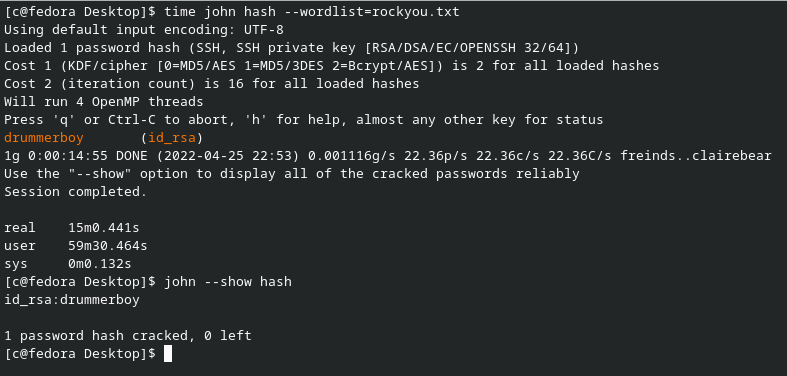 [c@fedora Desktop]$ time john hash --wordlist=rockyou.txt
Using default input encoding: UTF-8
Loaded 1 password hash (SSH, SSH private key [RSA/DSA/EC/OPENSSH 32/64])
Cost 1 (KDF/cipher [0=MD5/AES 1=MD5/3DES 2=Bcrypt/AES]) is 2 for all loaded hashes
Cost 2 (iteration count) is 16 for all loaded hashes
Will run 4 OpenMP threads
Press 'q' or Ctrl-C to abort, 'h' for help, almost any other key for status
drummerboy       (id_rsa)
1g 0:00:14:55 DONE (2022-04-25 22:53) 0.001116g/s 22.36p/s 22.36c/s 22.36C/s freinds..clairebear
Use the "--show" option to display all of the cracked passwords reliably
Session completed.

real    15m0.441s
user    59m30.464s
sys     0m0.132s
[c@fedora Desktop]$ john --show hash
id_rsa:drummerboy

1 password hash cracked, 0 left
[c@fedora Desktop]$